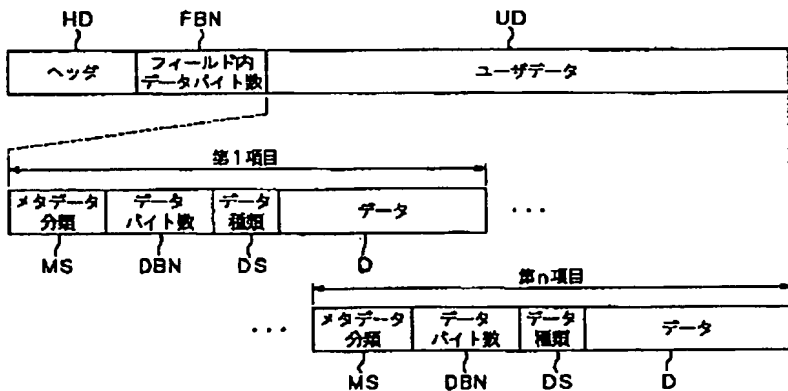 HD FBN UD
ヘッダ フィールド内 ユーザデータ
データバイト数
第1項目
メタデータ データ データ データ ・・・
分類 バイト数 種類
MS DBN DS D
第n項目
・・・ メタデータ データ データ データ
分類 バイト数 種類
MS DBN DS D